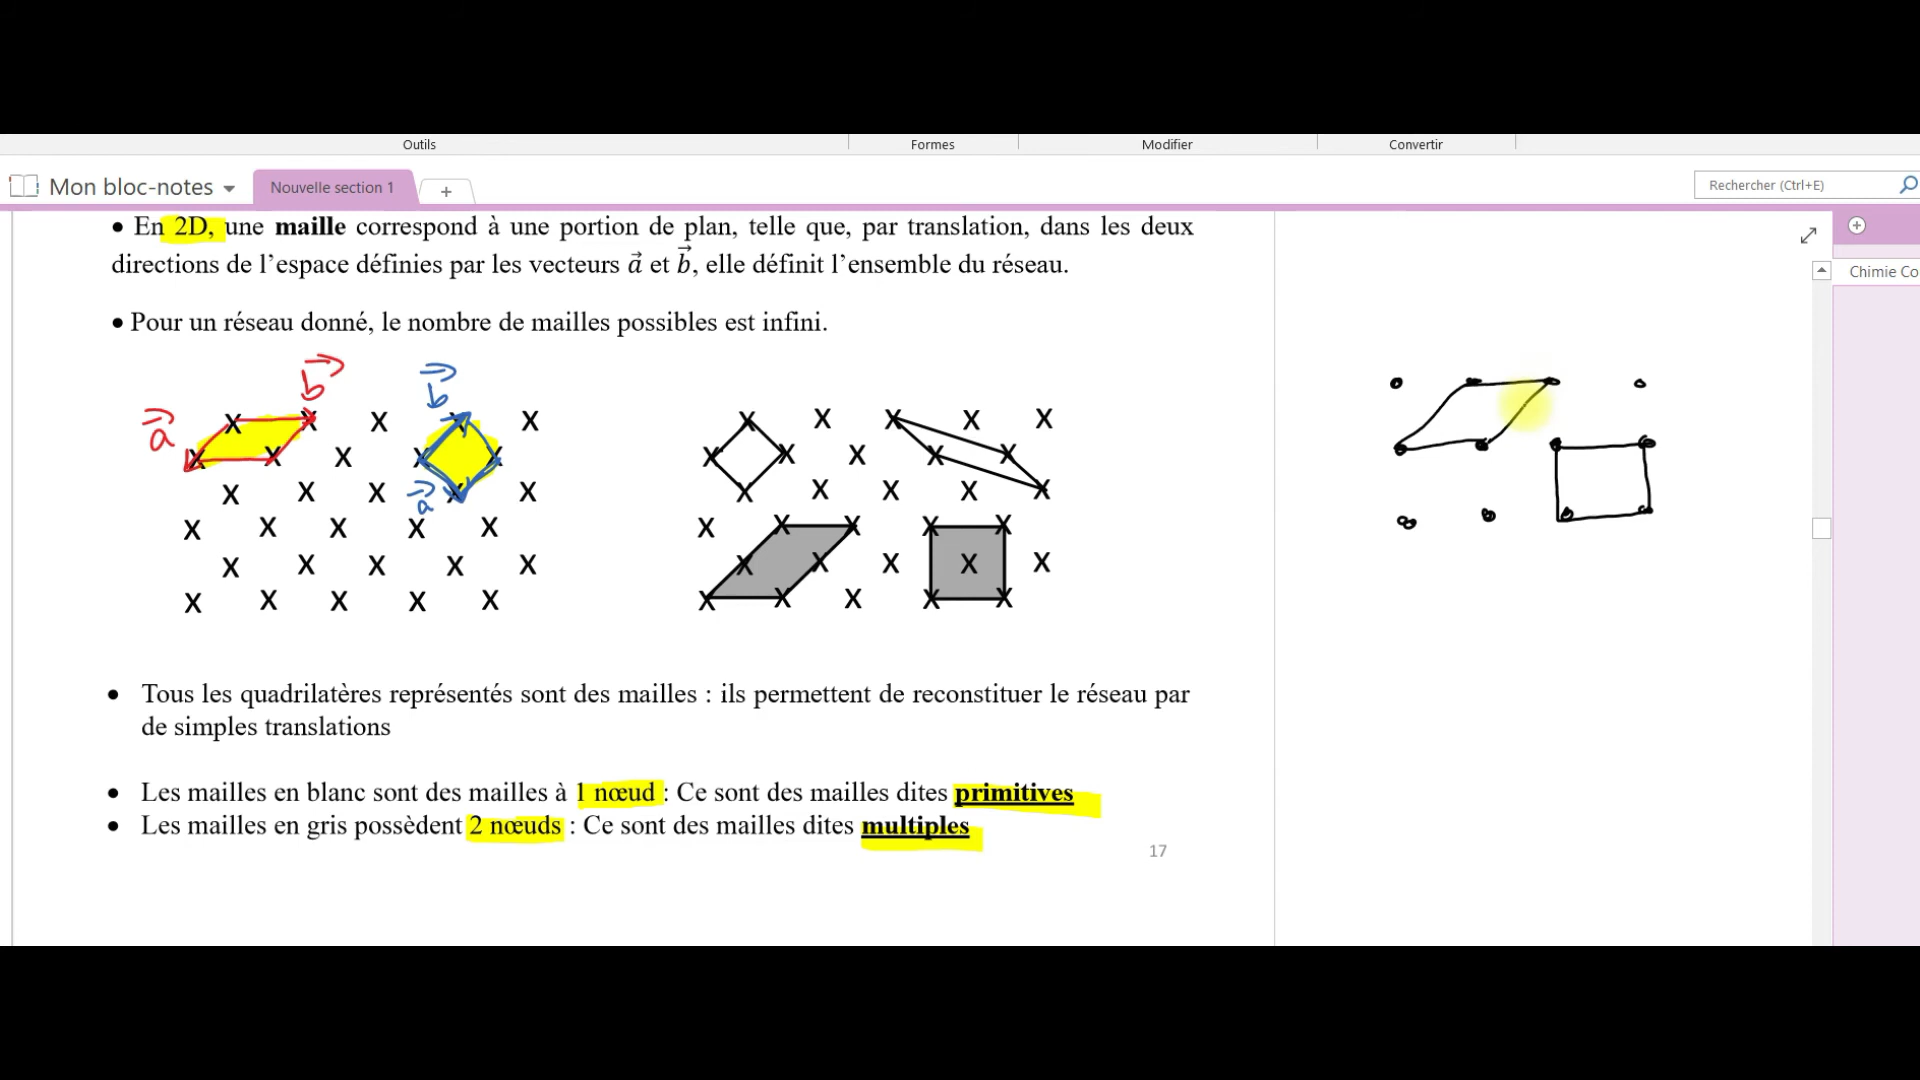 Outils Formes Modifier Convertir
Mon bloc-notes Nouvelle section 1 + Rechercher (Ctrl+E)
• En 2D, une maille correspond à une portion de plan, telle que, par translation, dans les deux
directions de l’espace définies par les vecteurs a⃗ et b⃗, elle définit l’ensemble du réseau.
Chimie Co
• Pour un réseau donné, le nombre de mailles possibles est infini.
a⃗ b⃗ b⃗ a⃗
• Tous les quadrilatères représentés sont des mailles : ils permettent de reconstituer le réseau par
de simples translations
• Les mailles en blanc sont des mailles à 1 nœud : Ce sont des mailles dites primitives
• Les mailles en gris possèdent 2 nœuds : Ce sont des mailles dites multiples
17